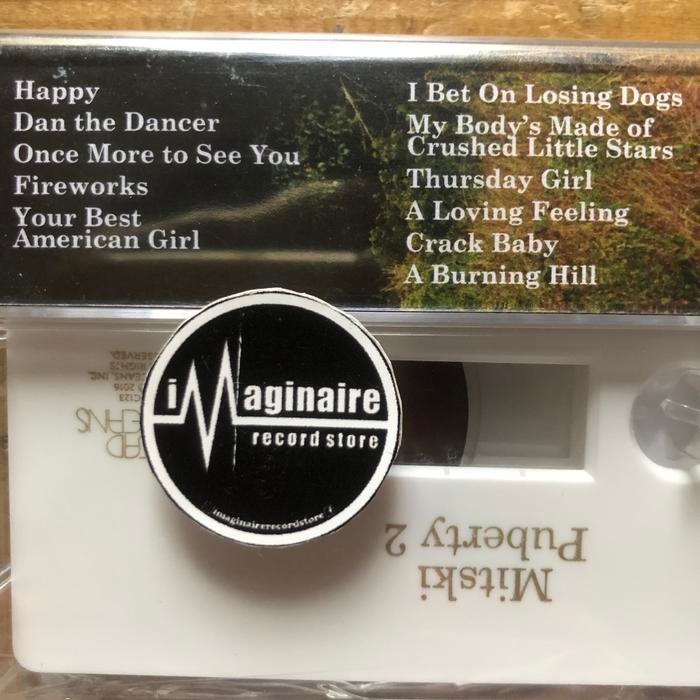 Happy
Dan the Dancer
Once More to See You
Fireworks
Your Best
American Girl
I Bet On Losing Dogs
My Body's Made of
Crushed Little Stars
Thursday Girl
A Loving Feeling
Crack Baby
A Burning Hill
iMaginaire
record store
imaginairerecordstore
Mitski
Puberty 2